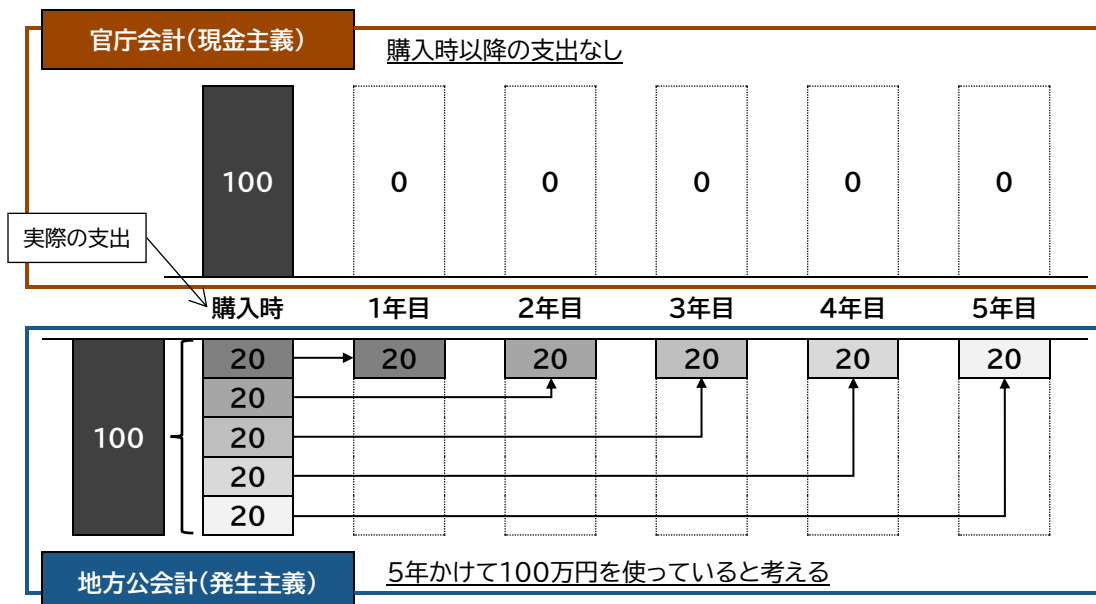 官庁会計(現金主義)
購入時以降の支出なし
100
0
0
0
0
0
実際の支出
購入時
1年目
2年目
3年目
4年目
5年目
100
20
20
20
20
20
20
20
20
20
20
地方公会計(発生主義)
5年かけて100万円を使っていると考える